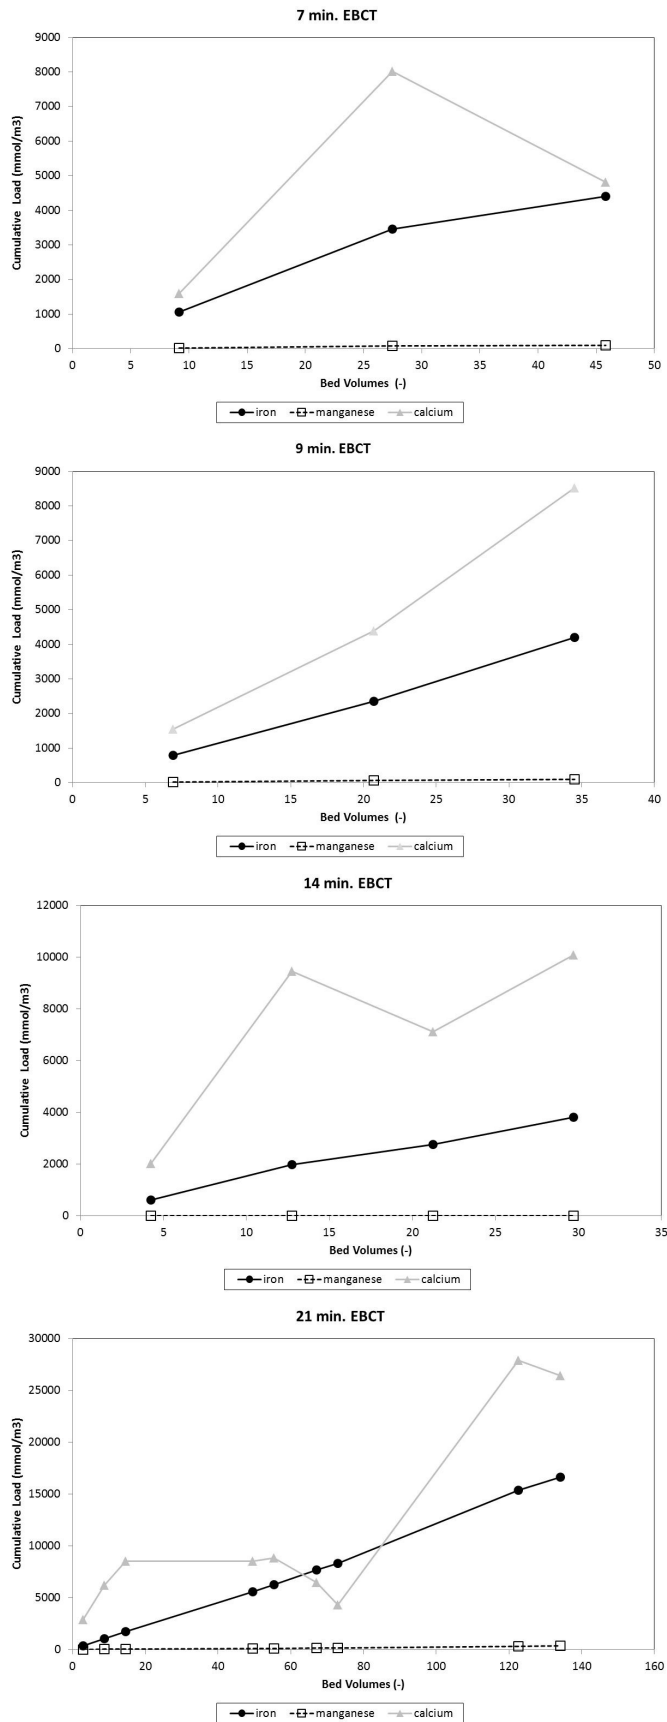 7 min. EBCT
9000
8000
7000
6000
5000
4000
3000
2000
1000
0
Cumulative Load (mmol/m3)
0 5 10 15 20 25 30 35 40 45 50
Bed Volumes (-)
iron manganese calcium
9 min. EBCT
9000
8000
7000
6000
5000
4000
3000
2000
1000
0
Cumulative Load (mmol/m3)
0 5 10 15 20 25 30 35 40
Bed Volumes (-)
iron manganese calcium
14 min. EBCT
12000
10000
8000
6000
4000
2000
0
Cumulative Load (mmol/m3)
0 5 10 15 20 25 30 35
Bed Volumes (-)
iron manganese calcium
21 min. EBCT
30000
25000
20000
15000
10000
5000
0
Cumulative Load (mmol/m3)
0 20 40 60 80 100 120 140 160
Bed Volumes (-)
iron manganese calcium